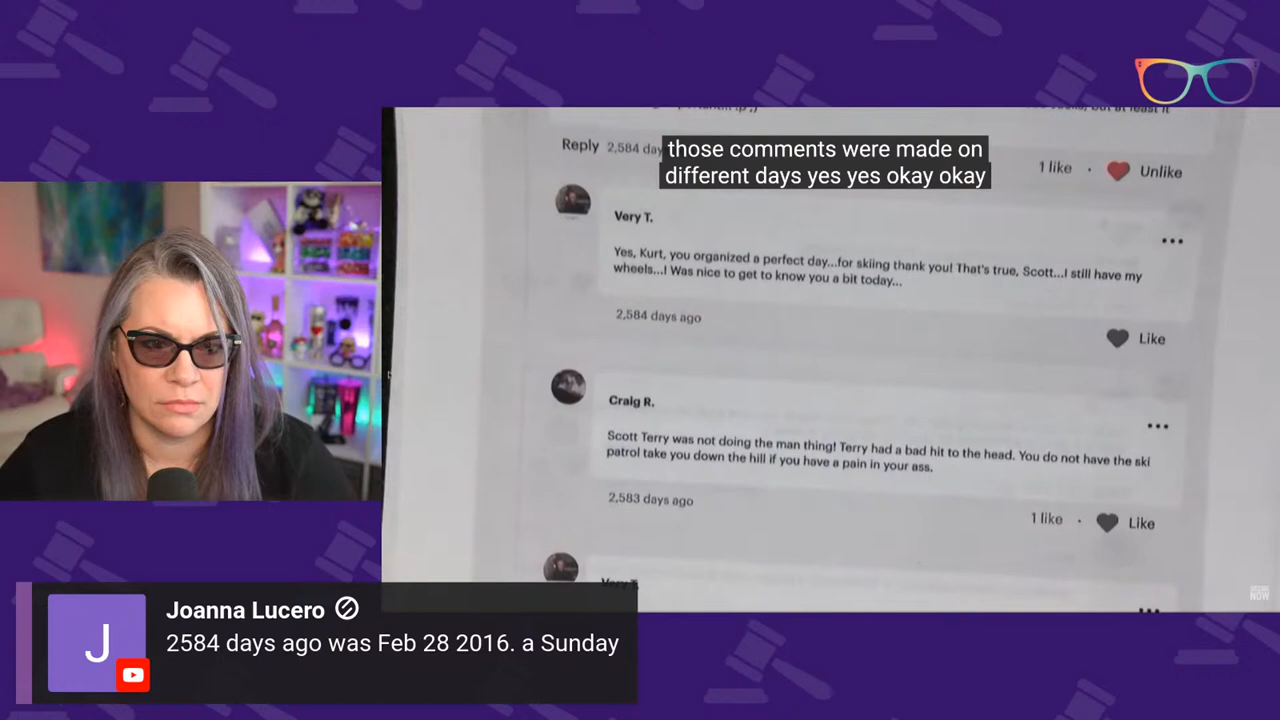 Reply 2,584 day
those comments were made on
different days yes yes okay okay
1 like · Unlike
Very T.
Yes, Kurt, you organized a perfect day...for skiing thank you! That's true, Scott...I still have my
wheels...! Was nice to get to know you a bit today...
2,584 days ago
Like
Craig R.
Scott Terry was not doing the man thing! Terry had a bad hit to the head. You do not have the ski
patrol take you down the hill if you have a pain in your ass.
2,583 days ago
1 like · Like
Very T.
NOW
J
Joanna Lucero
2584 days ago was Feb 28 2016. a Sunday